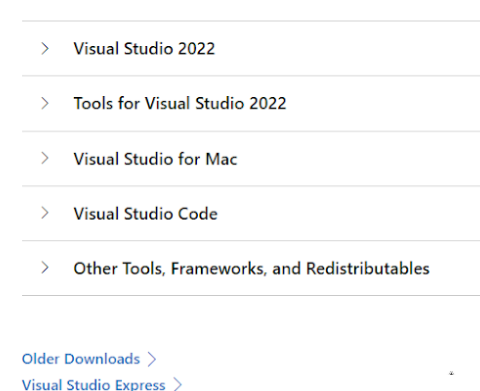 Visual Studio 2022
Tools for Visual Studio 2022
Visual Studio for Mac
Visual Studio Code
Other Tools, Frameworks, and Redistributables
Older Downloads
Visual Studio Express